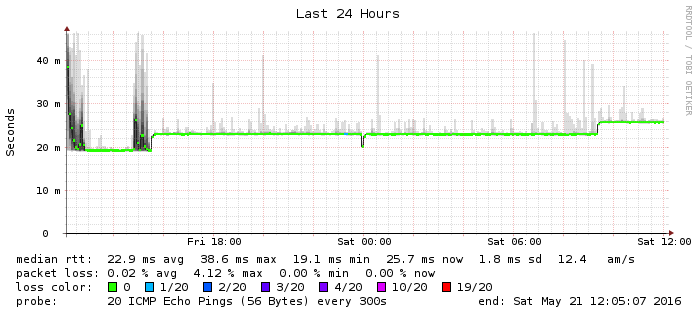 Last 24 Hours
RRDTOOL / TOBI OETIKER
Seconds
40 m
30 m
20 m
10 m
0
Fri 18:00 Sat 00:00 Sat 06:00 Sat 12:00
median rtt: 22.9 ms avg 38.6 ms max 19.1 ms min 25.7 ms now 1.8 ms sd 12.4 am/s
packet loss: 0.02 % avg 4.12 % max 0.00 % min 0.00 % now
loss color: 0 1/20 2/20 3/20 4/20 10/20 19/20
probe: 20 ICMP Echo Pings (56 Bytes) every 300s end: Sat May 21 12:05:07 2016